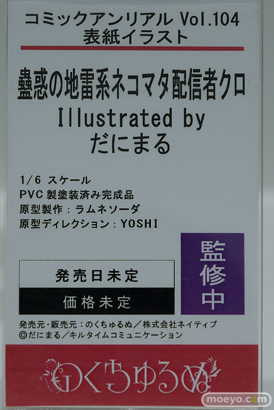 コミックアンリアル Vol.104
表紙イラスト
蠱惑の地雷系ネコマタ配信者クロ
Illustrated by
だにまる
1/6 スケール
PVC 製塗装済み完成品
原型製作：ラムネソーダ
原型ディレクション：YOSHI
監修中
発売日未定
価格未定
発売元・販売元：のくちゅるぬ／株式会社ネイティブ
©だにまる／キルタイムコミュニケーション
のくちゅるぬ
moeyo.com